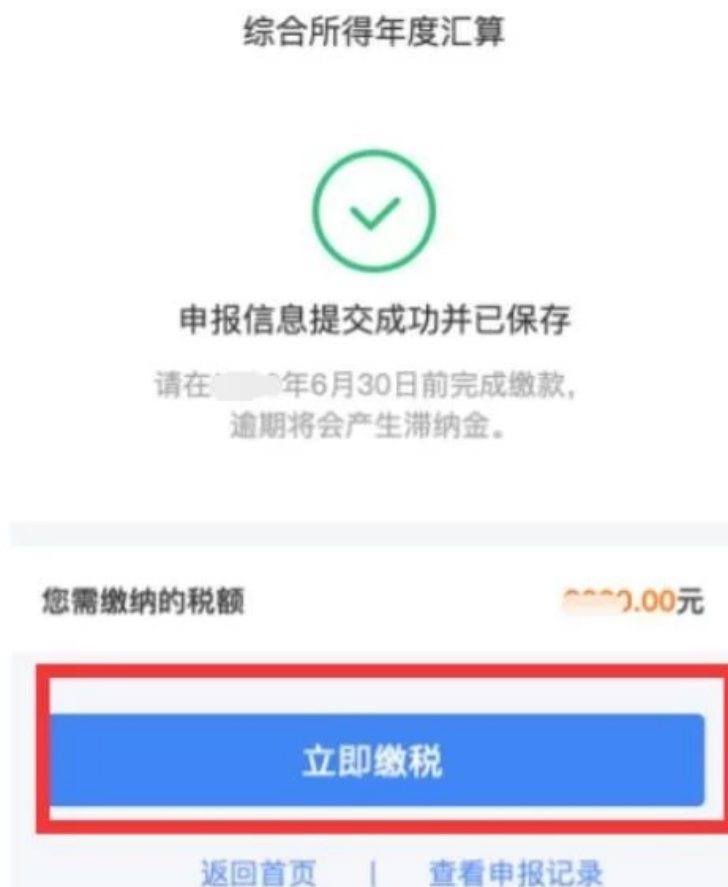 综合所得年度汇算
申报信息提交成功并已保存
请在 年6月30日前完成缴款，
逾期将会产生滞纳金。
您需缴纳的税额
0.00元
立即缴税
返回首页 | 查看申报记录